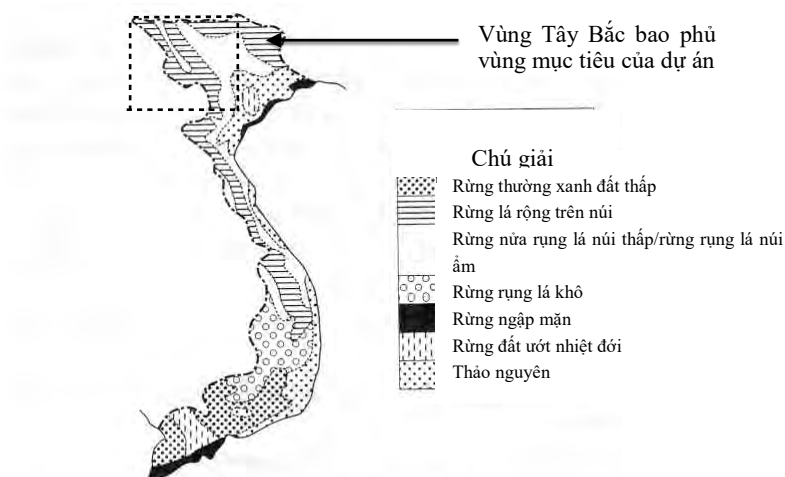 Vùng Tây Bắc bao phủ
vùng mục tiêu của dự án
Chú giải
Rừng thường xanh đất thấp
Rừng lá rộng trên núi
Rừng nửa rụng lá núi thấp/rừng rụng lá núi
ẩm
Rừng rụng lá khô
Rừng ngập mặn
Rừng đất ướt nhiệt đới
Thảo nguyên